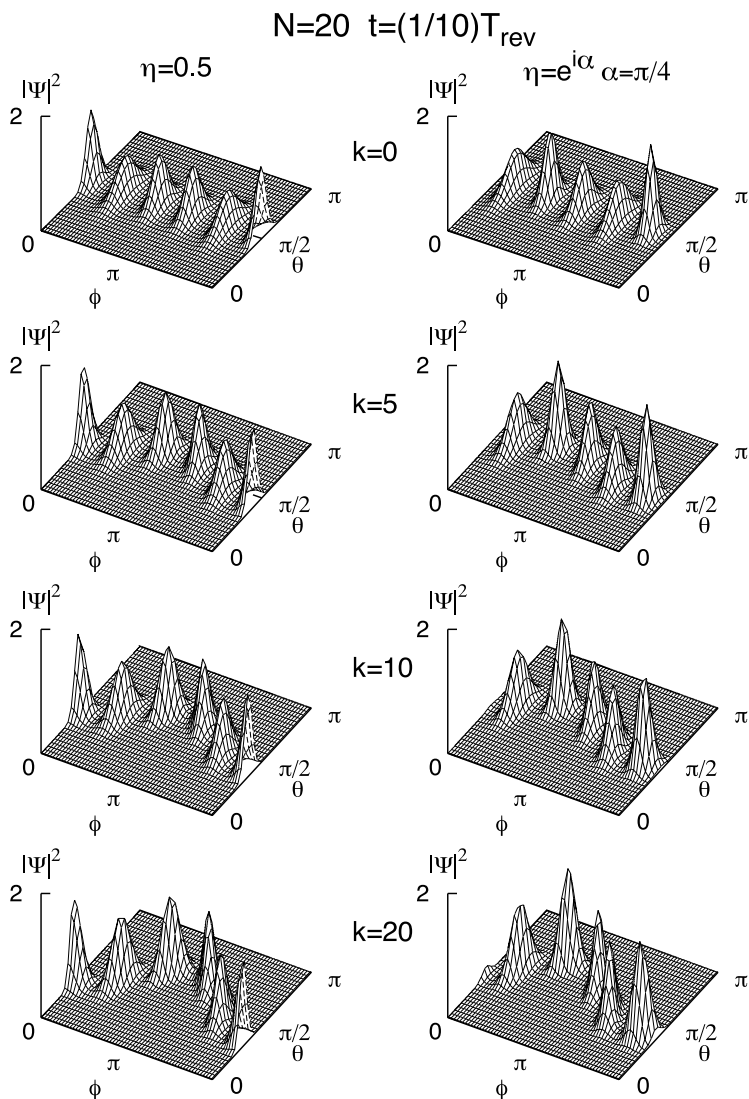 N=20 t=(1/10)T_rev
η=0.5 η=e^{iα} α=π/4
|Ψ|² |Ψ|²
2 k=0 2
π π
0 π/2 0 π/2
π θ π θ
ϕ 0 ϕ 0
|Ψ|² |Ψ|²
2 k=5 2
π π
0 π/2 0 π/2
π θ π θ
ϕ 0 ϕ 0
|Ψ|² |Ψ|²
2 k=10 2
π π
0 π/2 0 π/2
π θ π θ
ϕ 0 ϕ 0
|Ψ|² |Ψ|²
2 k=20 2
π π
0 π/2 0 π/2
π θ π θ
ϕ 0 ϕ 0